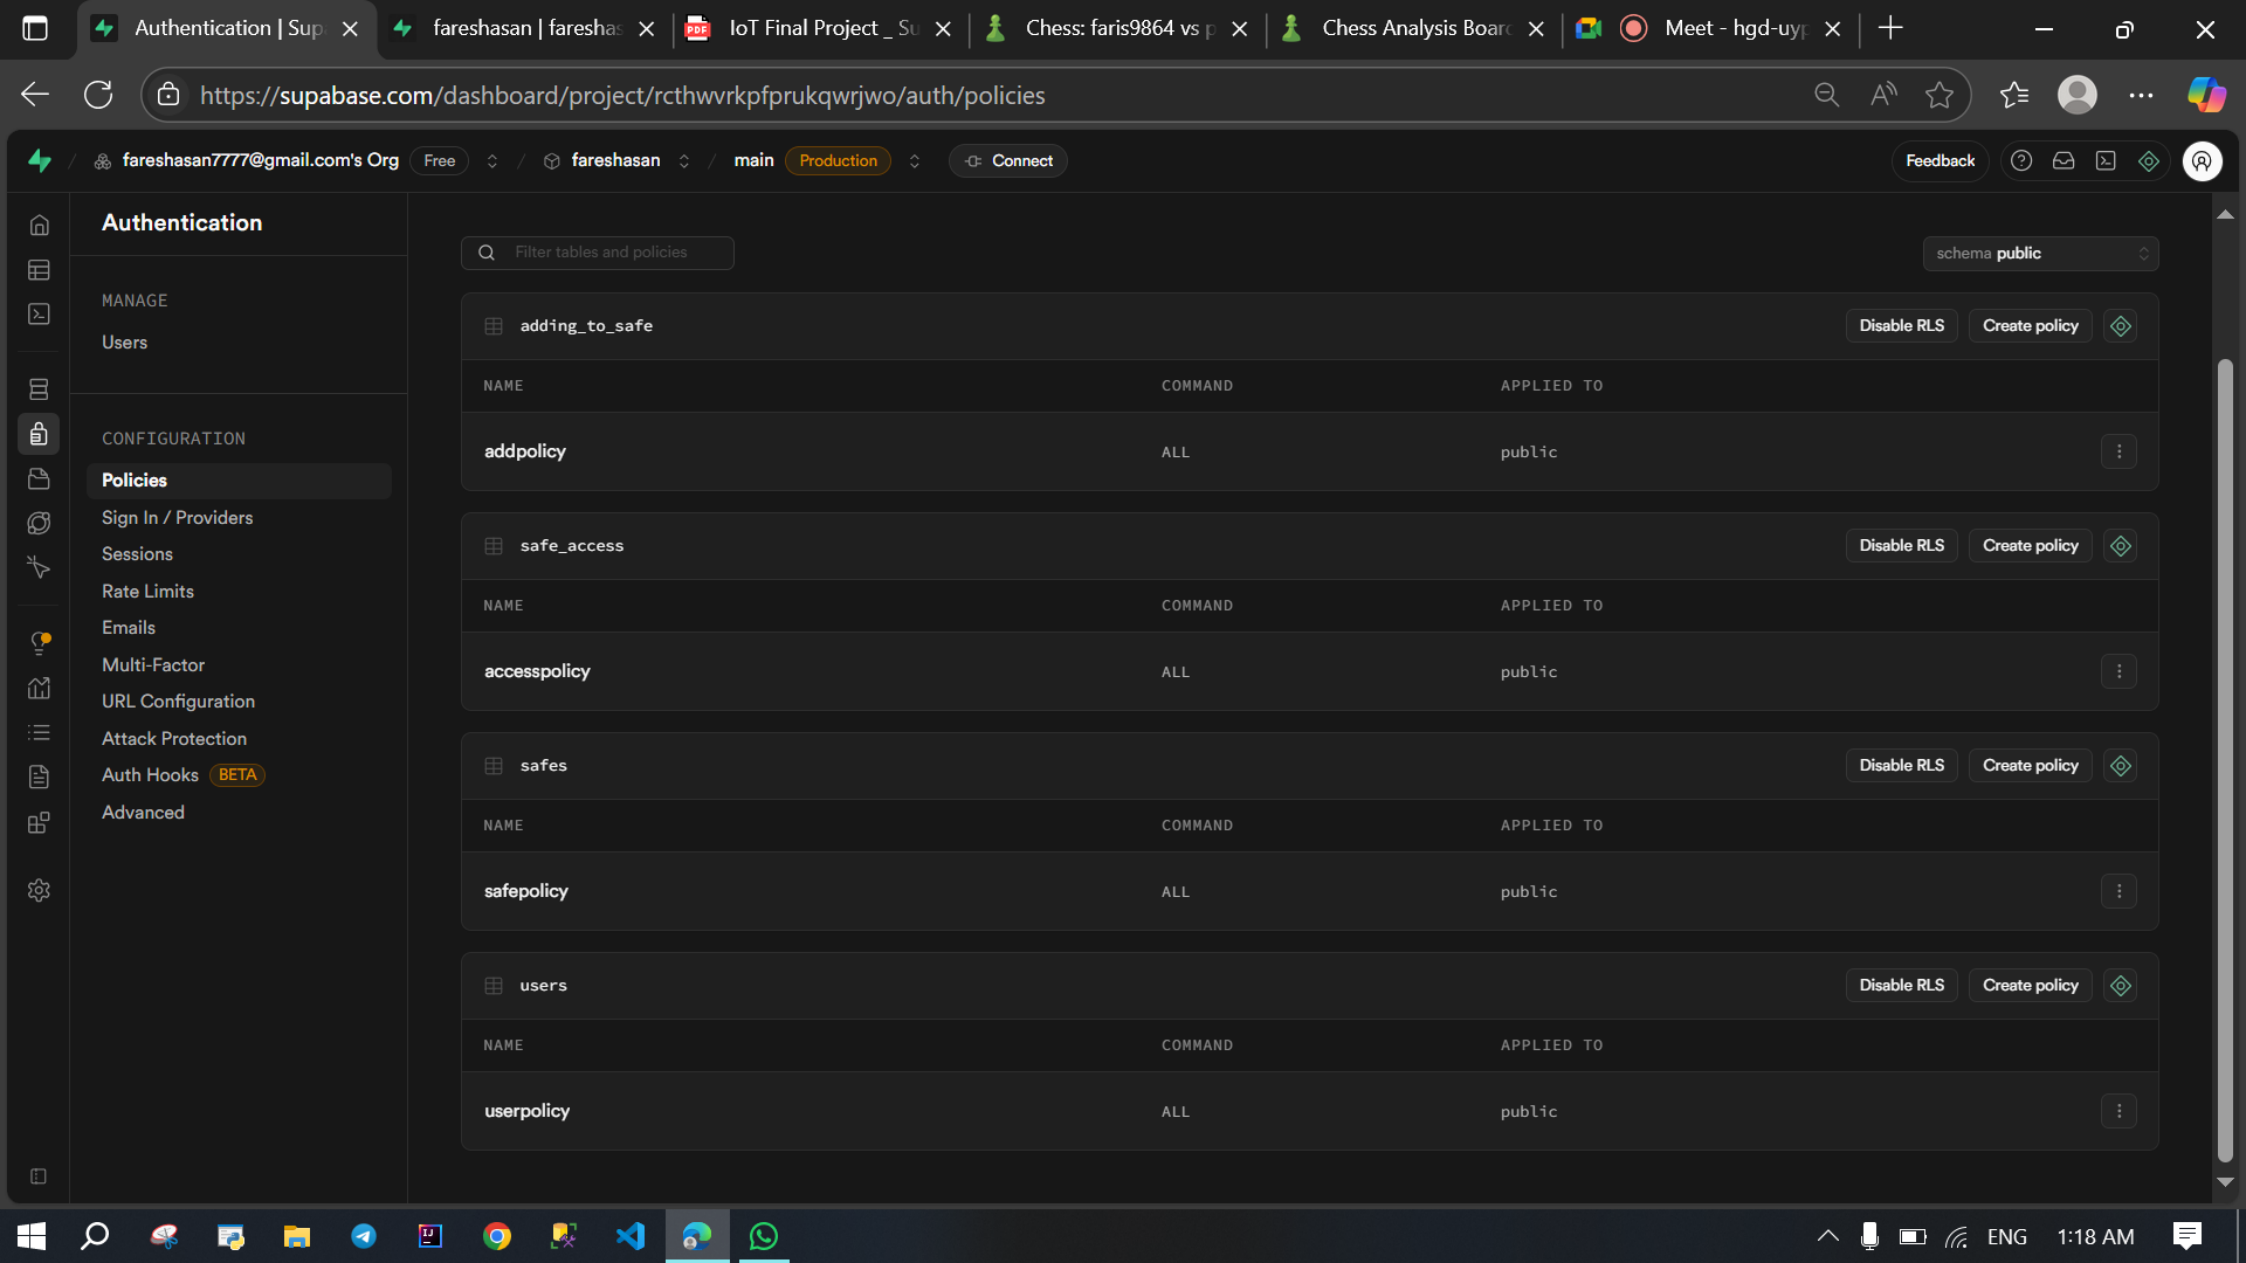 Authentication | Sup
fareshasan | fareshas
PDF
IoT Final Project _ Su
Chess: faris9864 vs p
Chess Analysis Board
Meet - hgd-uyp
https://supabase.com/dashboard/project/rcthwvrkpfprukqwrjwo/auth/policies
fareshasan7777@gmail.com's Org Free / fareshasan / main Production Connect
Feedback
Authentication
MANAGE
Users
CONFIGURATION
Policies
Sign In / Providers
Sessions
Rate Limits
Emails
Multi-Factor
URL Configuration
Attack Protection
Auth Hooks BETA
Advanced
Filter tables and policies
schema public
adding_to_safe
Disable RLS Create policy
NAME COMMAND APPLIED TO
addpolicy ALL public
safe_access
Disable RLS Create policy
NAME COMMAND APPLIED TO
accesspolicy ALL public
safes
Disable RLS Create policy
NAME COMMAND APPLIED TO
safepolicy ALL public
users
Disable RLS Create policy
NAME COMMAND APPLIED TO
userpolicy ALL public
ENG 1:18 AM